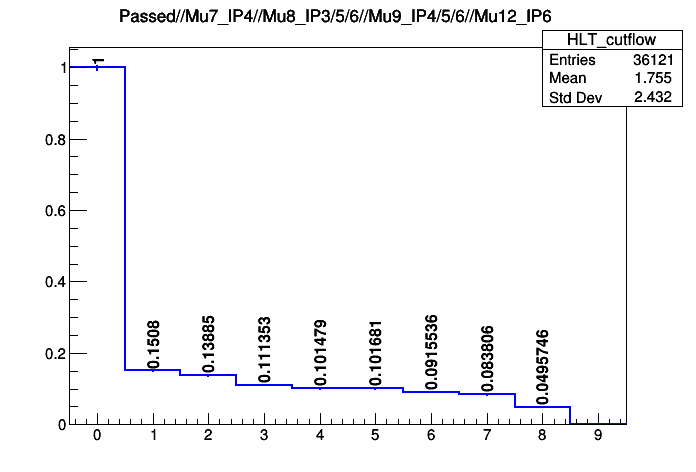 Passed//Mu7_IP4//Mu8_IP3/5/6//Mu9_IP4/5/6//Mu12_IP6
HLT_cutflow
Entries 36121
Mean 1.755
Std Dev 2.432
1
0.8
0.6
0.4
0.2
0
1
0.1508
0.13885
0.111353
0.101479
0.101681
0.0915536
0.083806
0.0495746
0 1 2 3 4 5 6 7 8 9